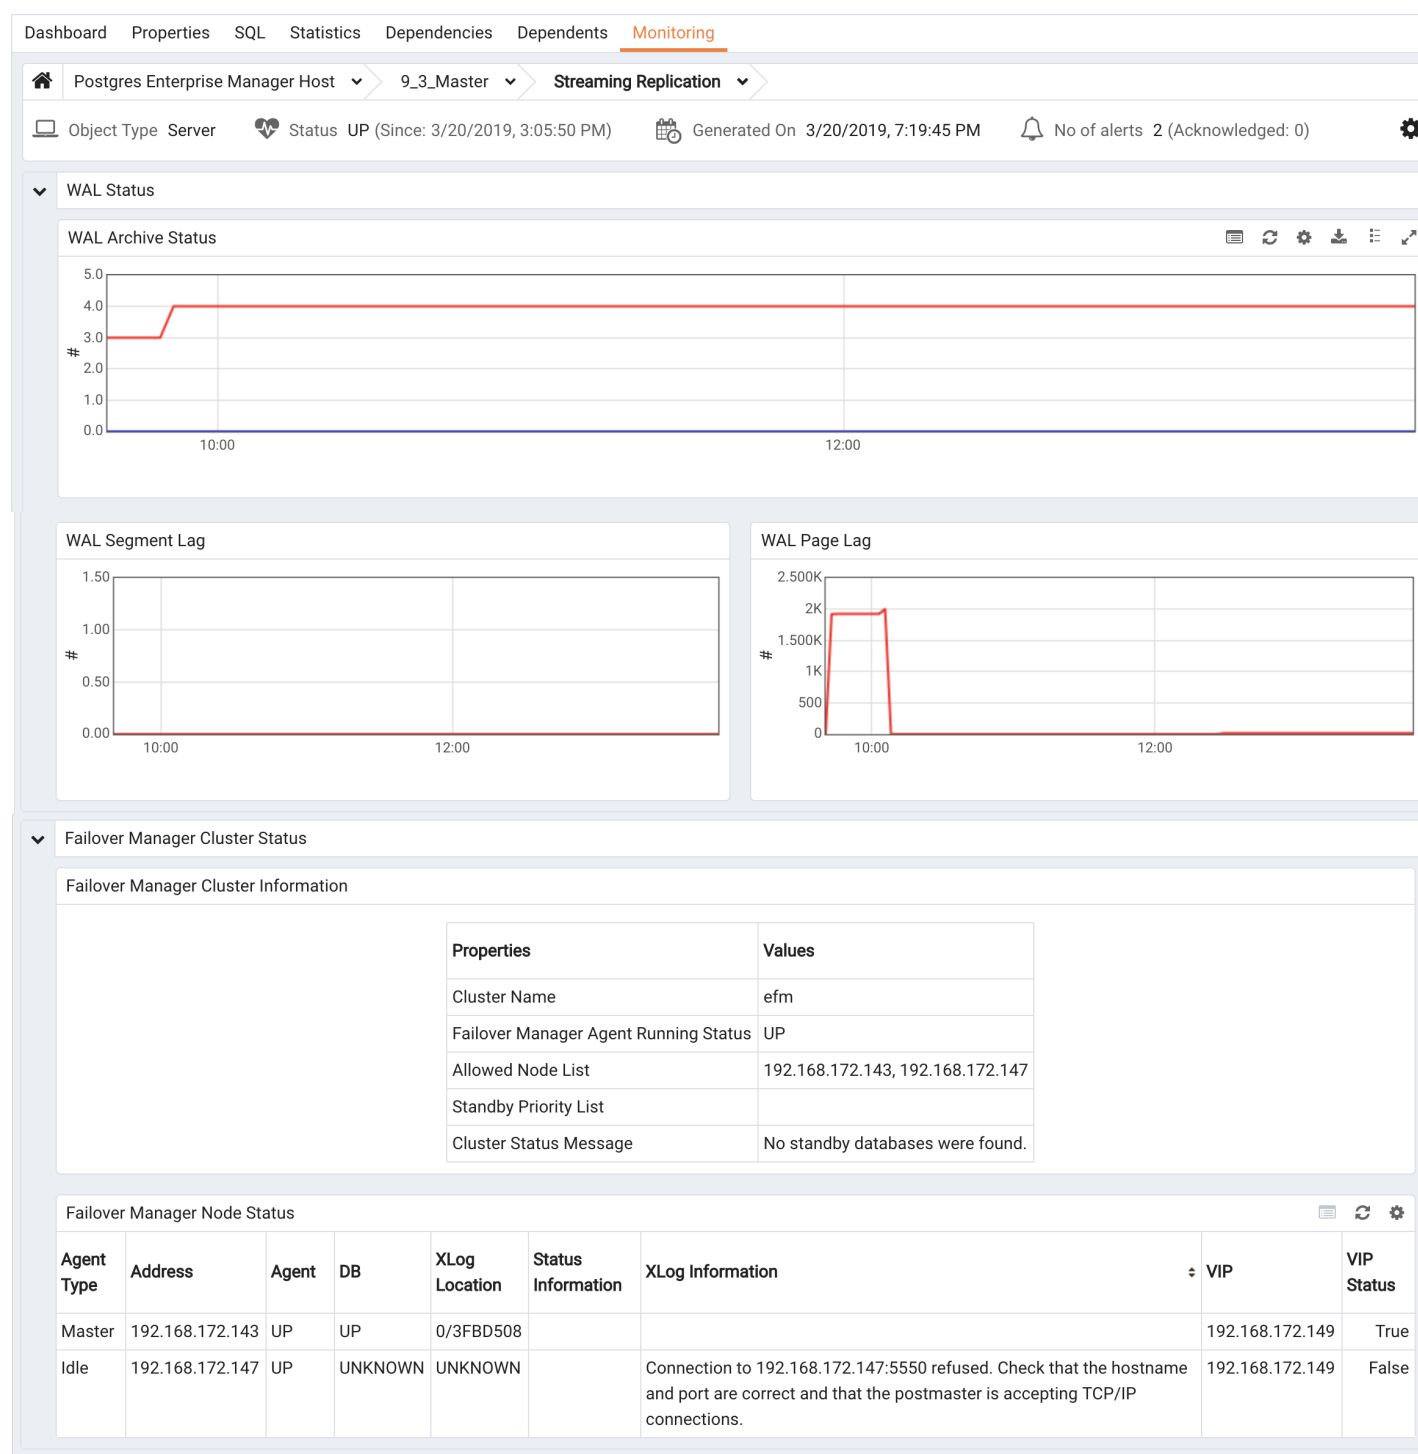 Dashboard Properties SQL Statistics Dependencies Dependents Monitoring
Postgres Enterprise Manager Host 9_3_Master Streaming Replication
Object Type Server Status UP (Since: 3/20/2019, 3:05:50 PM) Generated On 3/20/2019, 7:19:45 PM No of alerts 2 (Acknowledged: 0)
WAL Status
WAL Archive Status
5.0
4.0
3.0
#
2.0
1.0
0.0
10:00 12:00
WAL Segment Lag
1.50
1.00
#
0.50
0.00
10:00 12:00
WAL Page Lag
2.500K
2K
1.500K
#
1K
500
0
10:00 12:00
Failover Manager Cluster Status
Failover Manager Cluster Information
Properties Values
Cluster Name efm
Failover Manager Agent Running Status UP
Allowed Node List 192.168.172.143, 192.168.172.147
Standby Priority List
Cluster Status Message No standby databases were found.
Failover Manager Node Status
Agent Type Address Agent DB XLog Location Status Information XLog Information VIP VIP Status
Master 192.168.172.143 UP UP 0/3FBD508 192.168.172.149 True
Idle 192.168.172.147 UP UNKNOWN UNKNOWN Connection to 192.168.172.147:5550 refused. Check that the hostname 192.168.172.149 False
and port are correct and that the postmaster is accepting TCP/IP
connections.